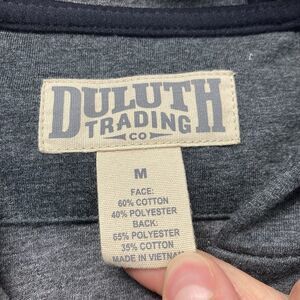 DULUTH
TRADING
CO
M
FACE:
60% COTTON
40% POLYESTER
BACK:
65% POLYESTER
35% COTTON
MADE IN VIETNAM